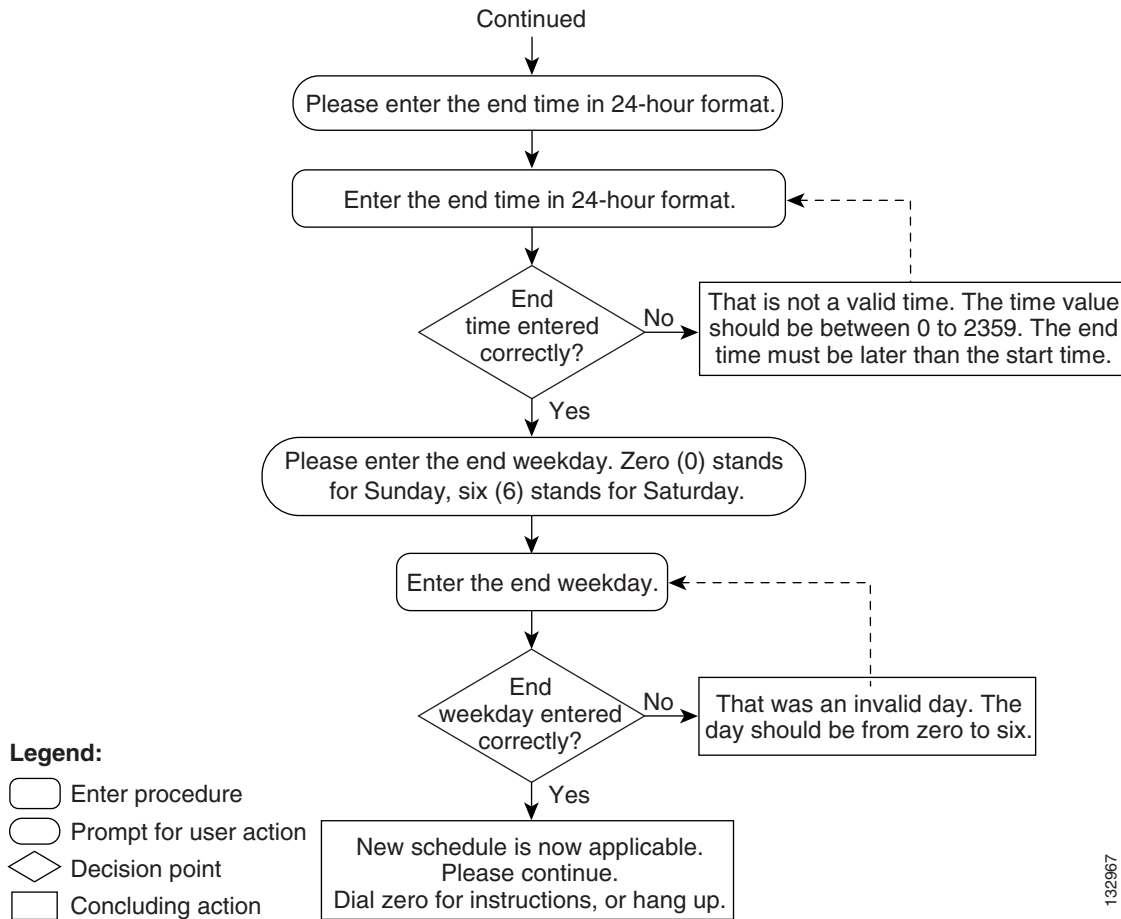 Continued
Please enter the end time in 24-hour format.
Enter the end time in 24-hour format.
End
time entered
correctly?
No
That is not a valid time. The time value
should be between 0 to 2359. The end
time must be later than the start time.
Yes
Please enter the end weekday. Zero (0) stands
for Sunday, six (6) stands for Saturday.
Enter the end weekday.
End
weekday entered
correctly?
No
That was an invalid day. The
day should be from zero to six.
Yes
New schedule is now applicable.
Please continue.
Dial zero for instructions, or hang up.
Legend:
Enter procedure
Prompt for user action
Decision point
Concluding action
132967